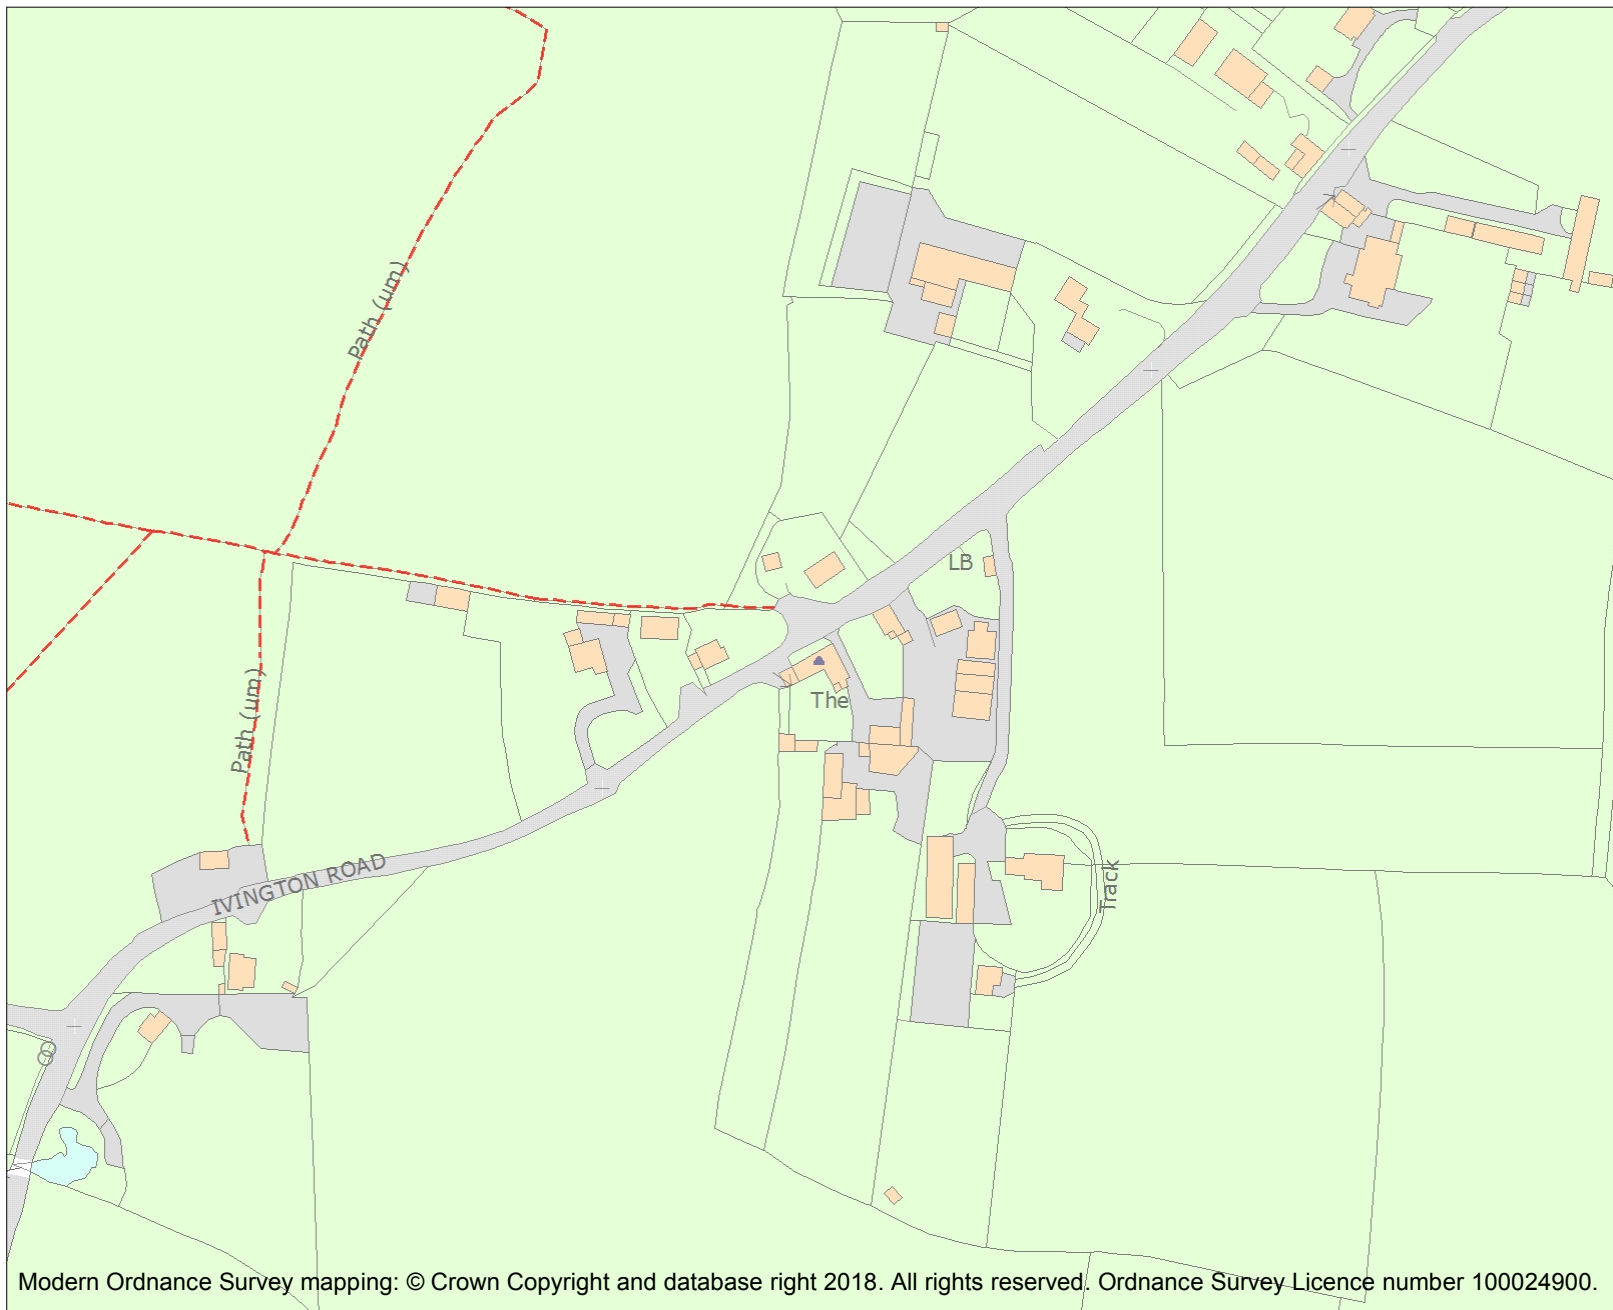 Path (um)
LB
Path (um)
The
IVINGTON ROAD
Track
Modern Ordnance Survey mapping: © Crown Copyright and database right 2018. All rights reserved. Ordnance Survey Licence number 100024900.